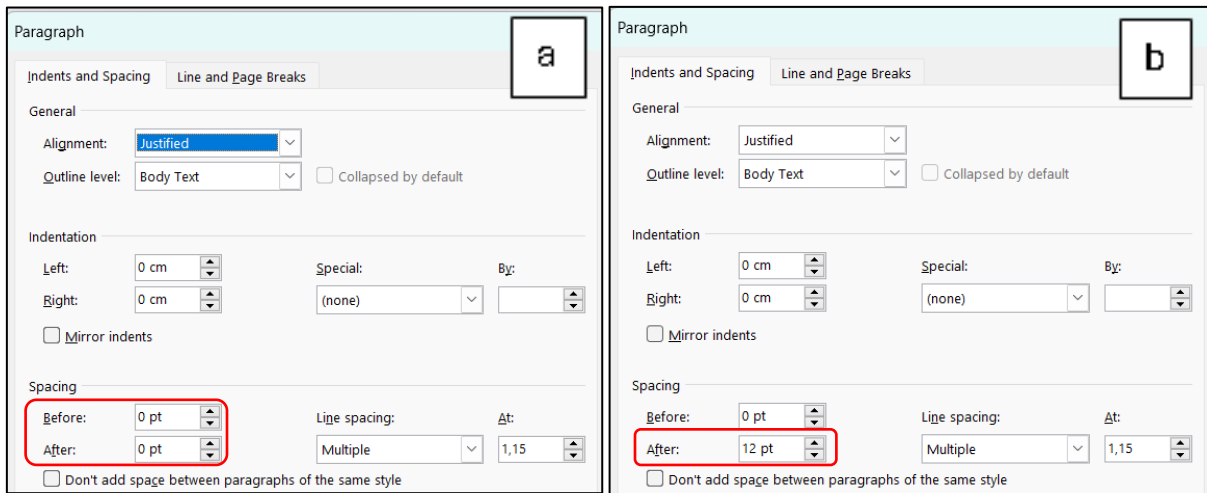 Paragraph
a
Indents and Spacing Line and Page Breaks
General
Alignment: Justified
Outline level: Body Text Collapsed by default
Indentation
Left: 0 cm Special: By:
Right: 0 cm (none)
Mirror indents
Spacing
Before: 0 pt Line spacing: At:
After: 0 pt Multiple 1,15
Don't add space between paragraphs of the same style
Paragraph
b
Indents and Spacing Line and Page Breaks
General
Alignment: Justified
Outline level: Body Text Collapsed by default
Indentation
Left: 0 cm Special: By:
Right: 0 cm (none)
Mirror indents
Spacing
Before: 0 pt Line spacing: At:
After: 12 pt Multiple 1,15
Don't add space between paragraphs of the same style